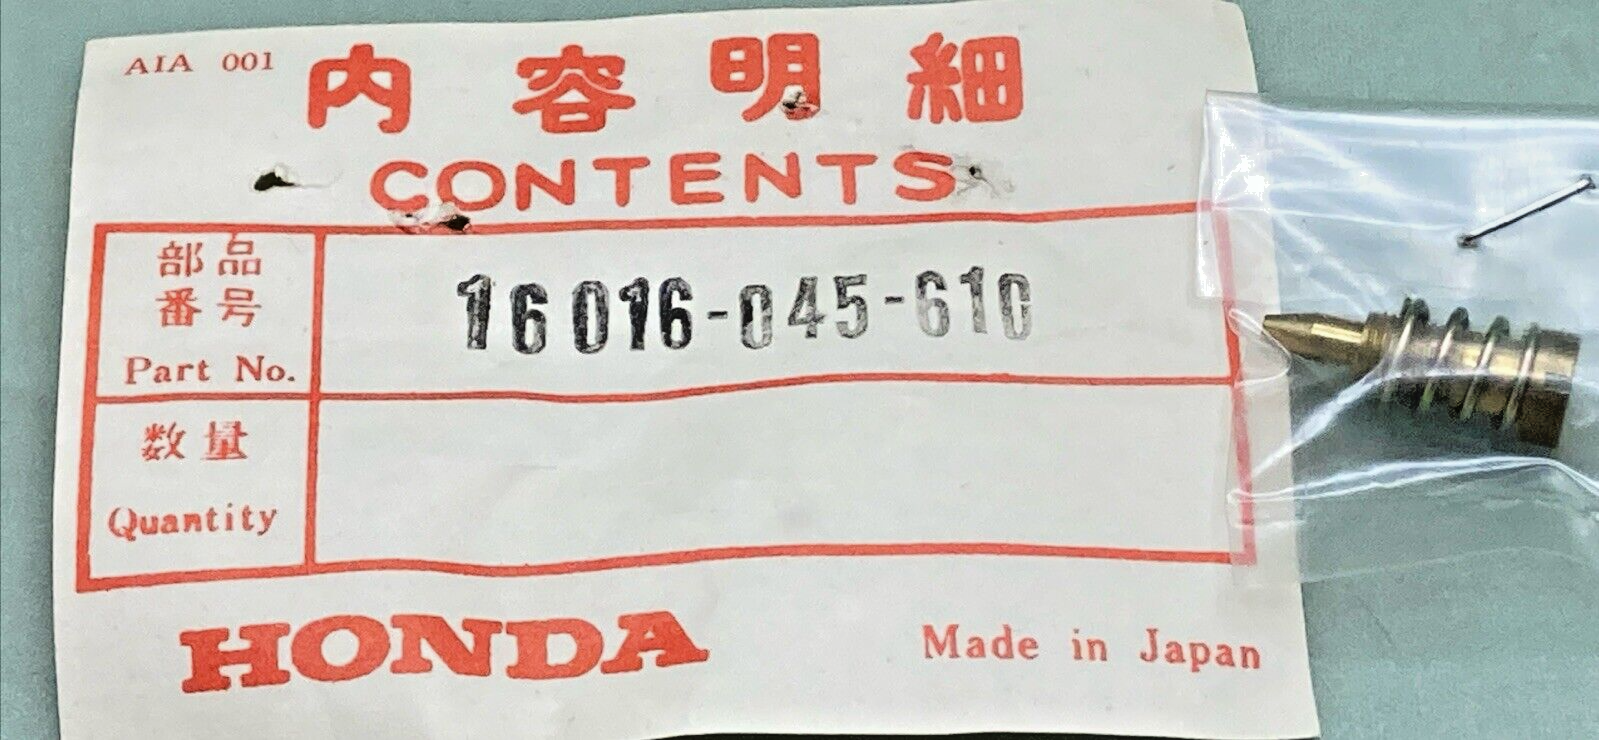 AIA 001
内容明細
CONTENTS
部品
番号
Part No.
16016-045-610
数量
Quantity
HONDA
Made in Japan